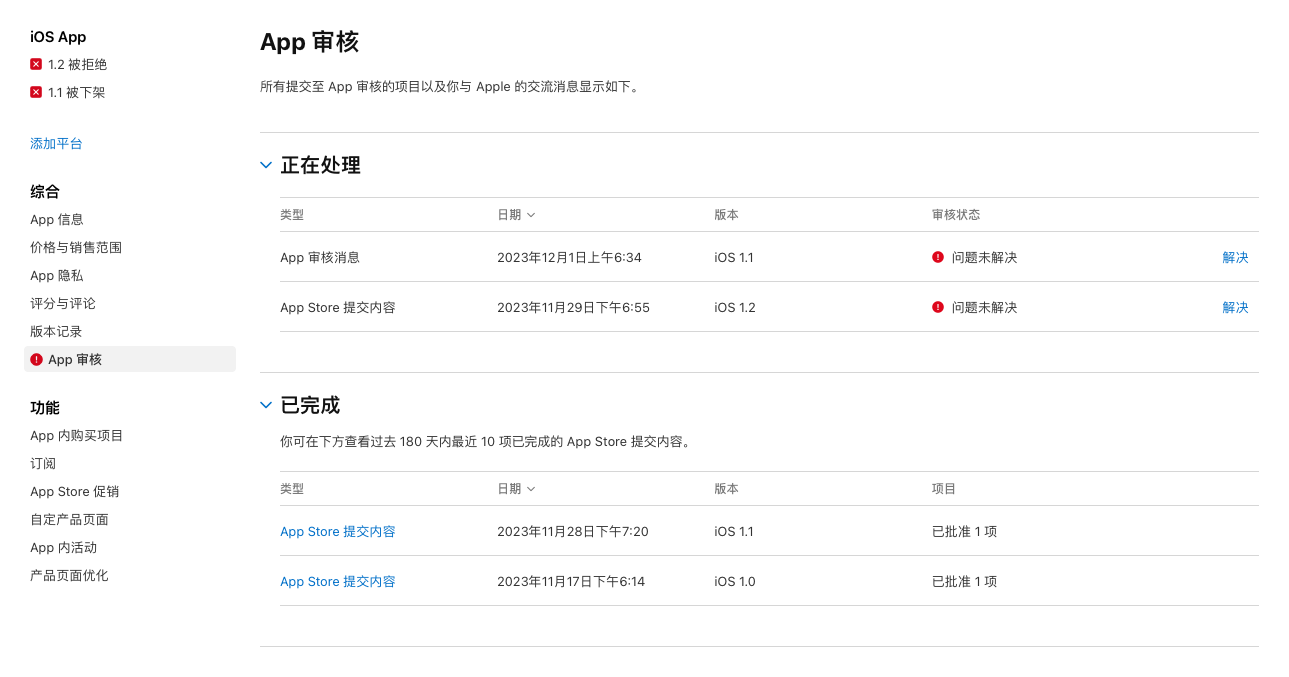 iOS App
1.2 被拒绝
1.1 被下架
添加平台
综合
App 信息
价格与销售范围
App 隐私
评分与评论
版本记录
App 审核
功能
App 内购买项目
订阅
App Store 促销
自定产品页面
App 内活动
产品页面优化
App 审核
所有提交至 App 审核的项目以及你与 Apple 的交流消息显示如下。
正在处理
类型 日期 版本 审核状态
App 审核消息 2023年12月1日上午6:34 iOS 1.1 问题未解决 解决
App Store 提交内容 2023年11月29日下午6:55 iOS 1.2 问题未解决 解决
已完成
你可在下方查看过去 180 天内最近 10 项已完成的 App Store 提交内容。
类型 日期 版本 项目
App Store 提交内容 2023年11月28日下午7:20 iOS 1.1 已批准 1 项
App Store 提交内容 2023年11月17日下午6:14 iOS 1.0 已批准 1 项